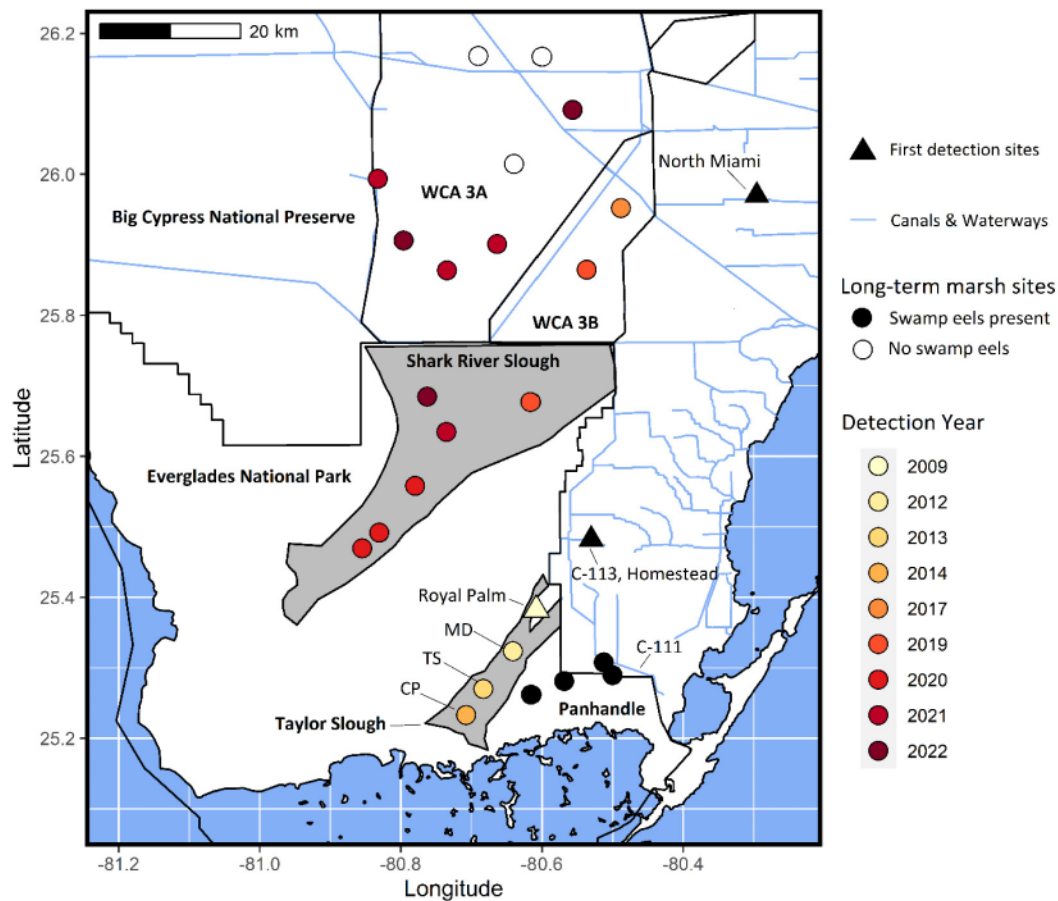 26.2
26.0
25.8
25.6
25.4
25.2
Latitude
20 km
North Miami
WCA 3A
Big Cypress National Preserve
WCA 3B
Shark River Slough
Everglades National Park
C-113, Homestead
Royal Palm
MD
C-111
TS
CP
Taylor Slough
Panhandle
-81.2
-81.0
-80.8
-80.6
-80.4
Longitude
First detection sites
Canals & Waterways
Long-term marsh sites
Swamp eels present
No swamp eels
Detection Year
2009
2012
2013
2014
2017
2019
2020
2021
2022